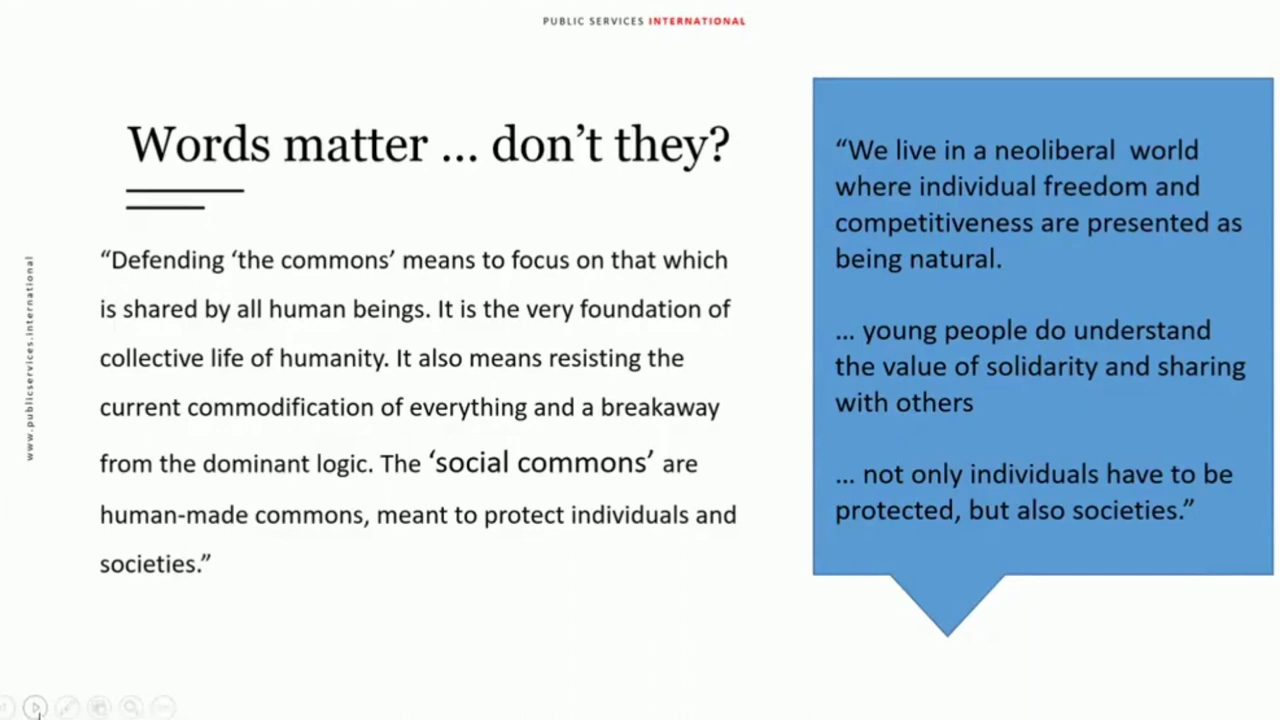 PUBLIC SERVICES INTERNATIONAL
Words matter ... don’t they?
“Defending ‘the commons’ means to focus on that which
is shared by all human beings. It is the very foundation of
collective life of humanity. It also means resisting the
current commodification of everything and a breakaway
from the dominant logic. The ‘social commons’ are
human-made commons, meant to protect individuals and
societies.”
“We live in a neoliberal  world
where individual freedom and
competitiveness are presented as
being natural.
... young people do understand
the value of solidarity and sharing
with others
... not only individuals have to be
protected, but also societies.”
www.publicservices.international